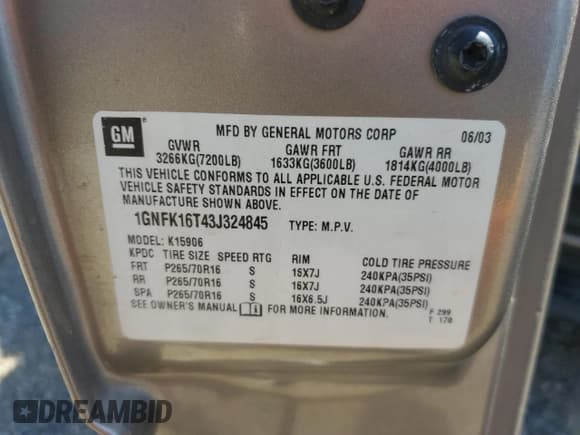 GM
MFD BY GENERAL MOTORS CORP 06/03
GVWR GAWR FRT GAWR RR
3266KG(7200LB) 1633KG(3600LB) 1814KG(4000LB)
THIS VEHICLE CONFORMS TO ALL APPLICABLE U.S. FEDERAL MOTOR
VEHICLE SAFETY STANDARDS IN EFFECT ON THE DATE OF
MANUFACTURE SHOWN ABOVE.
1GNFK16T43J324845 TYPE: M.P.V.
MODEL: K15906
KPDC TIRE SIZE SPEED RTG RIM COLD TIRE PRESSURE
FRT P265/70R16 S 15X7J 240KPA(35PSI)
RR P265/70R16 S 16X7J 240KPA(35PSI)
SPA P265/70R16 S 16X6.5J 240KPA(35PSI)
SEE OWNER'S MANUAL FOR MORE INFORMATION.
F 299
T 170
DREAMBID